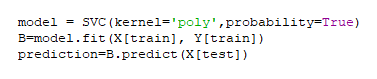 model = SVC(kernel='poly',probability=True)
B=model.fit(X[train], Y[train])
prediction=B.predict(X[test])